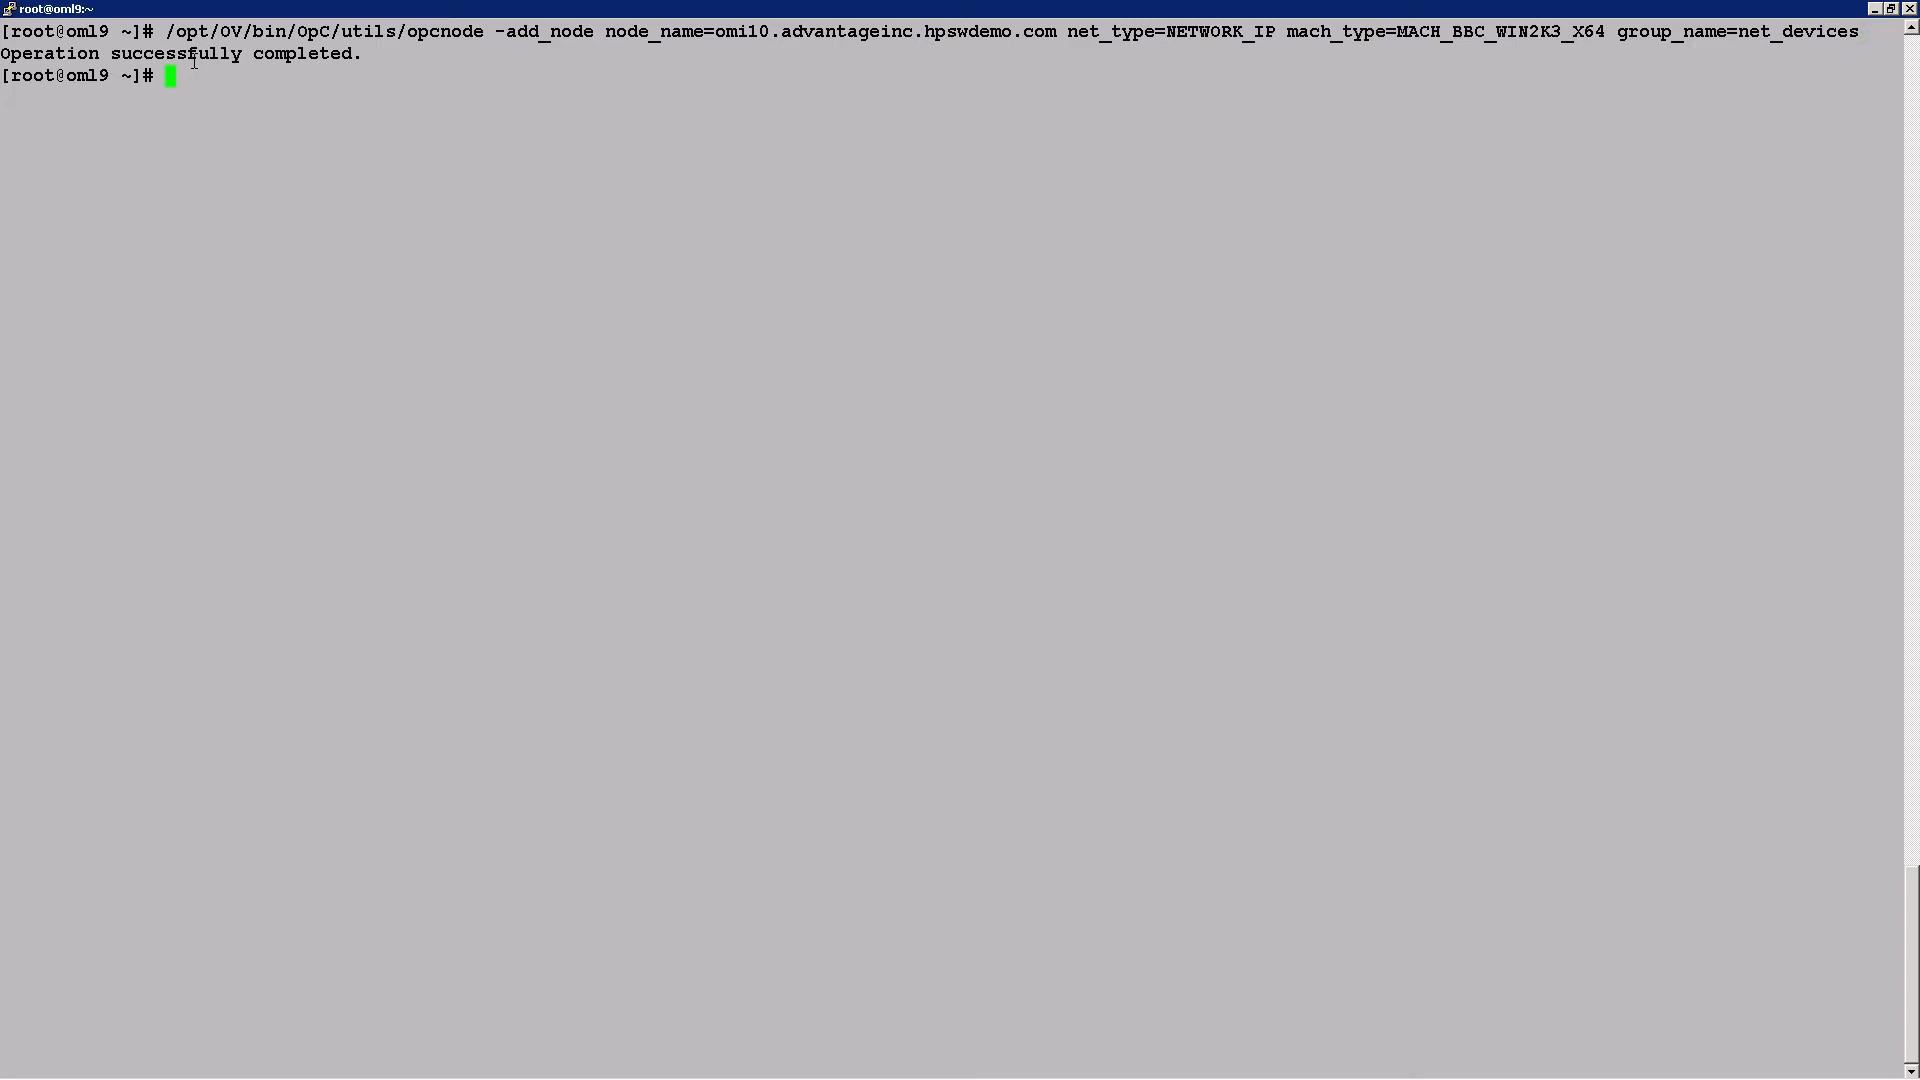 root@oml9:~
[root@oml9 ~]# /opt/OV/bin/OpC/utils/opcnode -add_node node_name=omi10.advantageinc.hpswdemo.com net_type=NETWORK_IP mach_type=MACH_BBC_WIN2K3_X64 group_name=net_devices
Operation successfully completed.
[root@oml9 ~]#